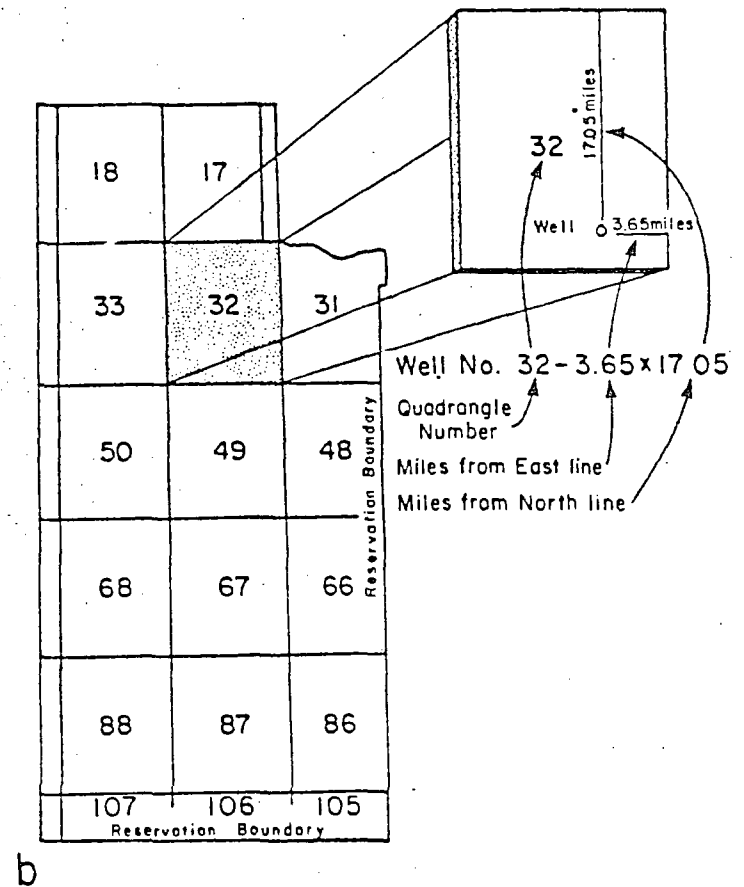 18 17
32
17.05 miles
Well 3.65 miles
33 32 31
Well No. 32-3.65x17 05
Quadrangle
Number
Miles from East line
Miles from North line
50 49 48
Reservation Boundary
68 67 66
88 87 86
107 106 105
Reservation Boundary
b